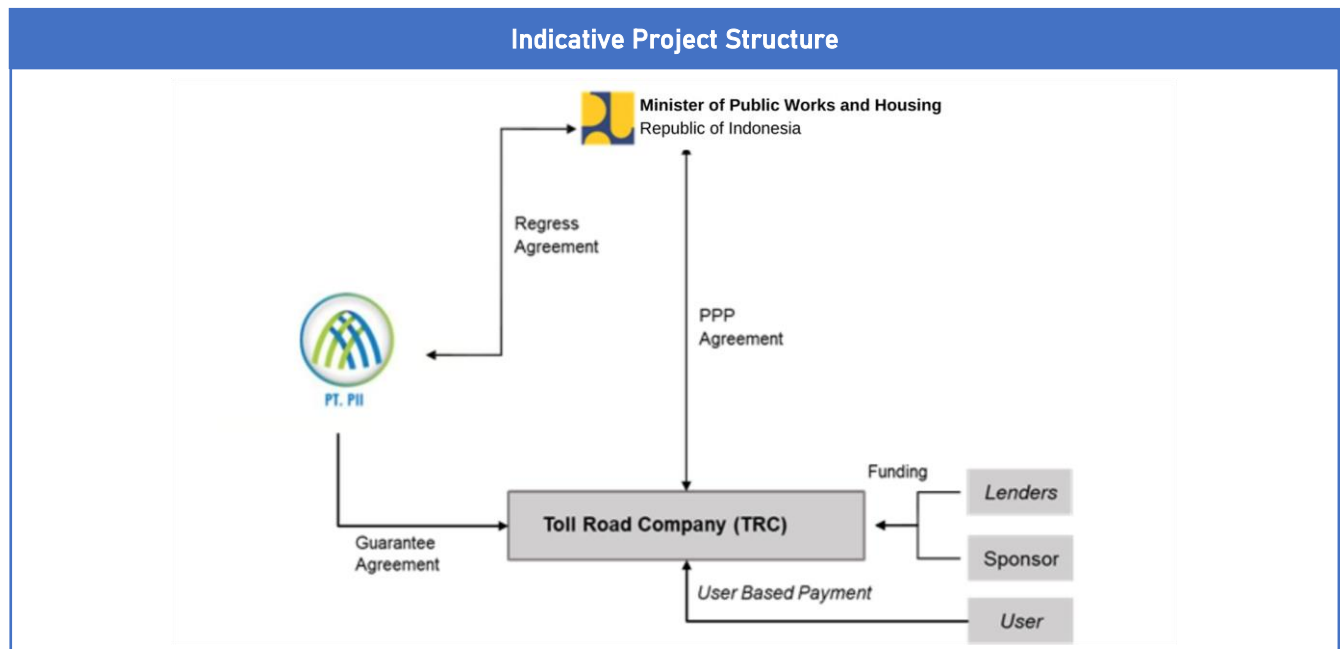 Indicative Project Structure
Minister of Public Works and Housing
Republic of Indonesia
Regress
Agreement
PPP
Agreement
PT. PII
Funding
Lenders
Toll Road Company (TRC)
Guarantee
Agreement
Sponsor
User Based Payment
User